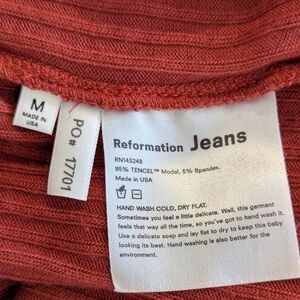 M
MADE IN
USA
PO# 17701
Reformation Jeans
RN143248
95% TENCEL™ Modal, 5% Spandex.
Made in USA
HAND WASH COLD, DRY FLAT.
Sometimes you feel a little delicate. Well, this garment
feels that way all the time, so you've got to hand wash it.
Use a delicate soap and lay flat to dry to keep this baby
looking its best. Hand washing is also better for the
environment.